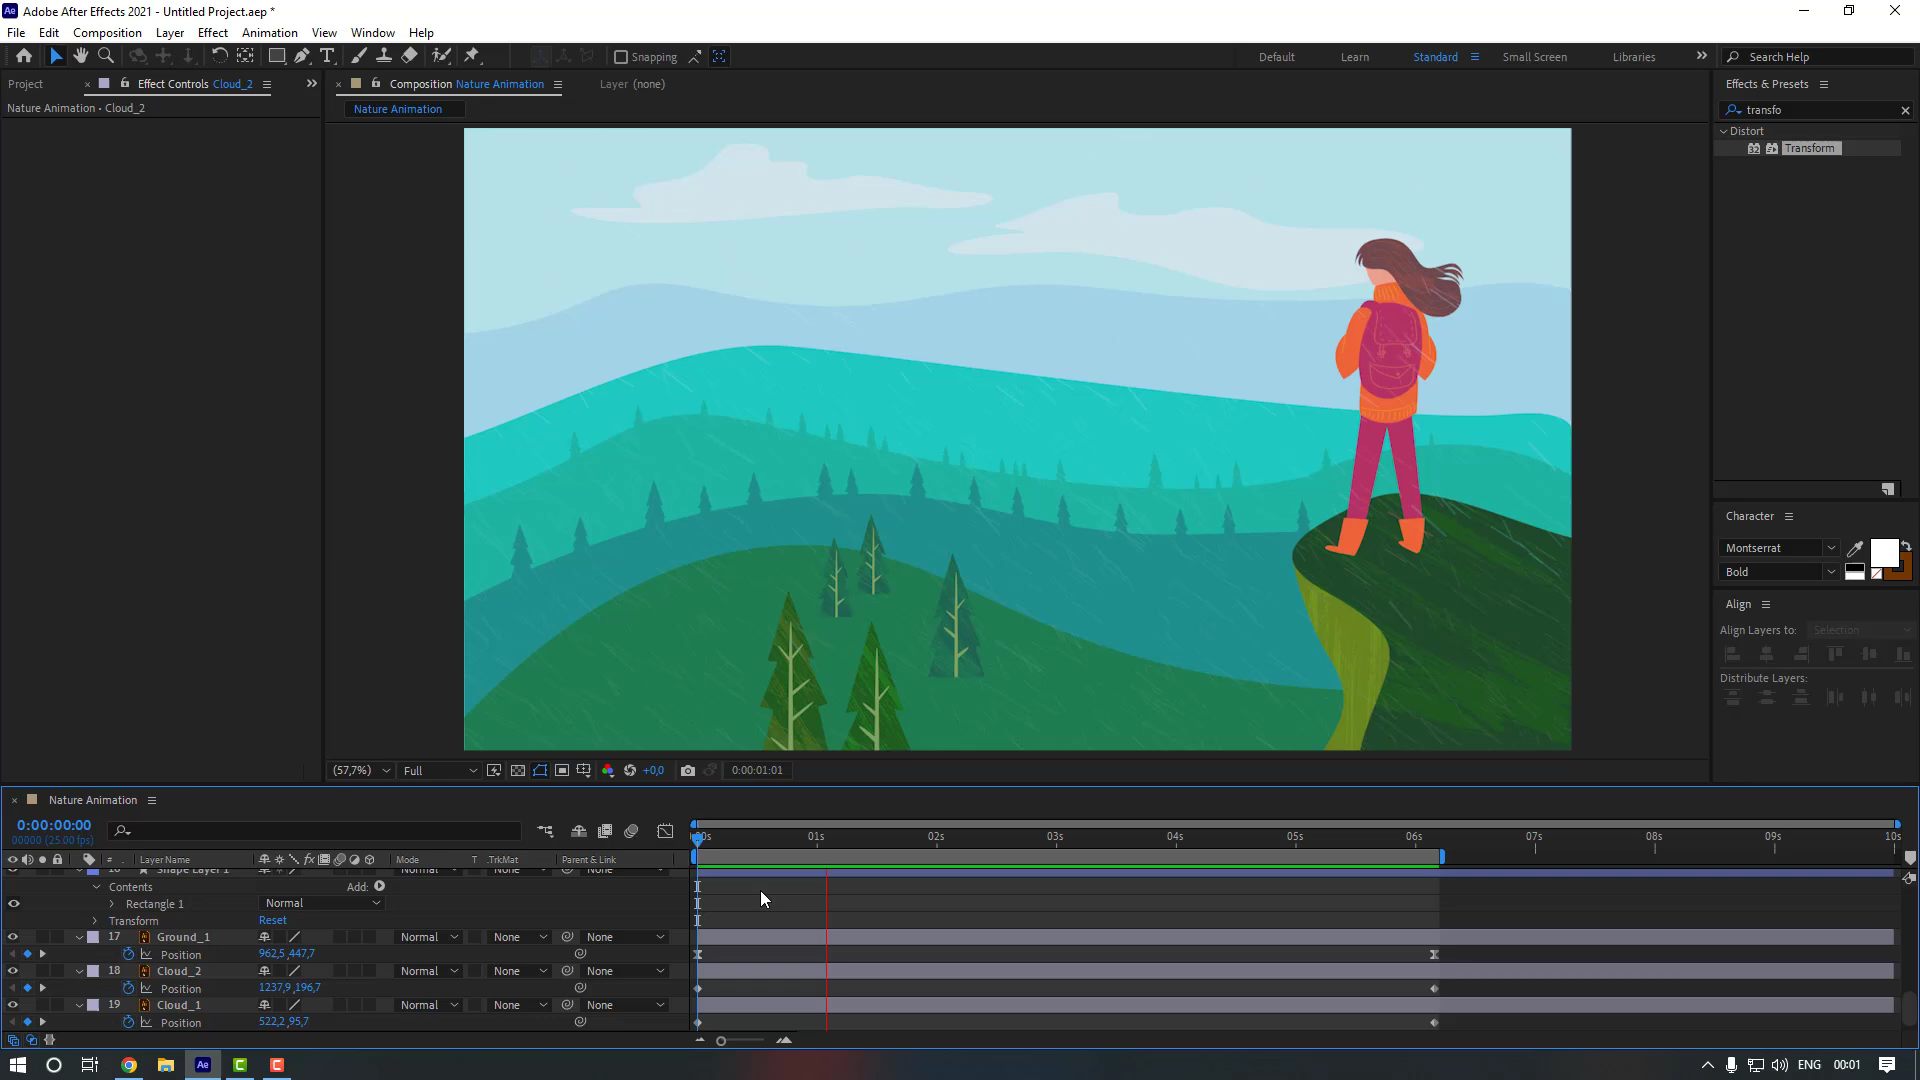 Adobe After Effects 2021 - Untitled Project.aep *
File Edit Composition Layer Effect Animation View Window Help
Snapping Default Learn Standard Small Screen Libraries Search Help
Project Effect Controls Cloud_2 Composition Nature Animation Layer (none) Effects & Presets
Nature Animation • Cloud_2 Nature Animation transfo
Distort
32 Transform
Character
Montserrat
Bold
Align
Align Layers to: Selection
Distribute Layers:
(57,7%) Full +0,0 0:00:01:01
Nature Animation
0:00:00:00
00000 (25.00 fps)
:00s 01s 02s 03s 04s 05s 06s 07s 08s 09s 10s
# Layer Name fx Mode T .TrkMat Parent & Link
16 Shape Layer 1 Normal None None
Contents Add:
Rectangle 1 Normal
Transform Reset
17 Ai Ground_1 Normal None None
Position 962,5,447,7
18 Ai Cloud_2 Normal None None
Position 1237,9,196,7
19 Ai Cloud_1 Normal None None
Position 522,2,95,7
Ae C C ENG 00:01